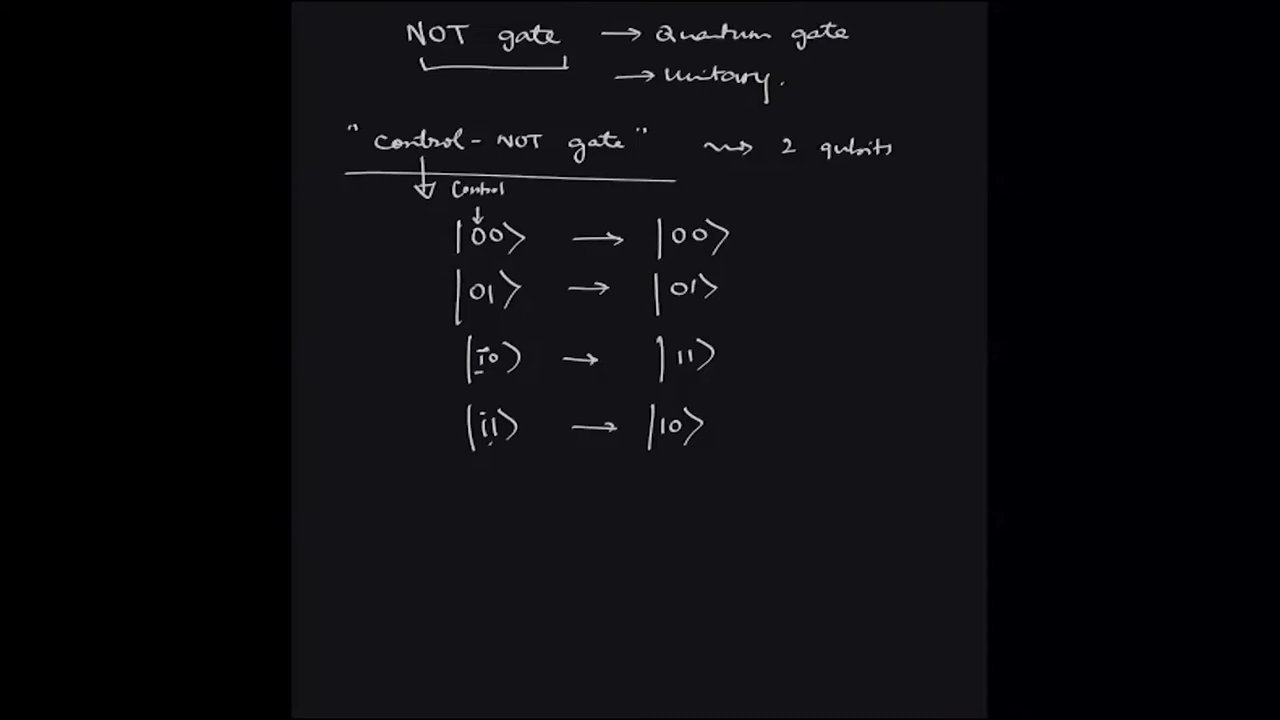 NOT gate → Quantum gate
→ Unitary.
"Control - NOT gate" ⇝ 2 qubits
Control
|00⟩ → |00⟩
|01⟩ → |01⟩
|10⟩ → |11⟩
|11⟩ → |10⟩